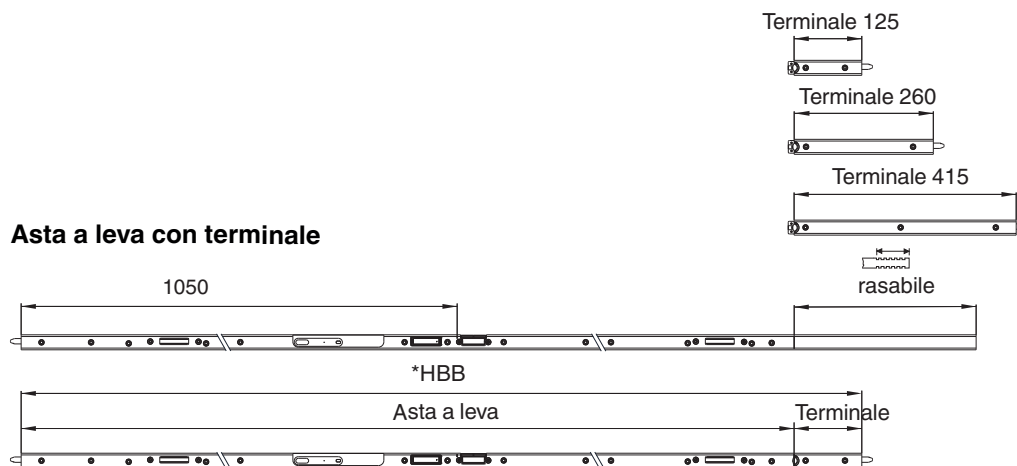 Terminale 125
Terminale 260
Terminale 415
Asta a leva con terminale
rasabile
1050
*HBB
Asta a leva
Terminale